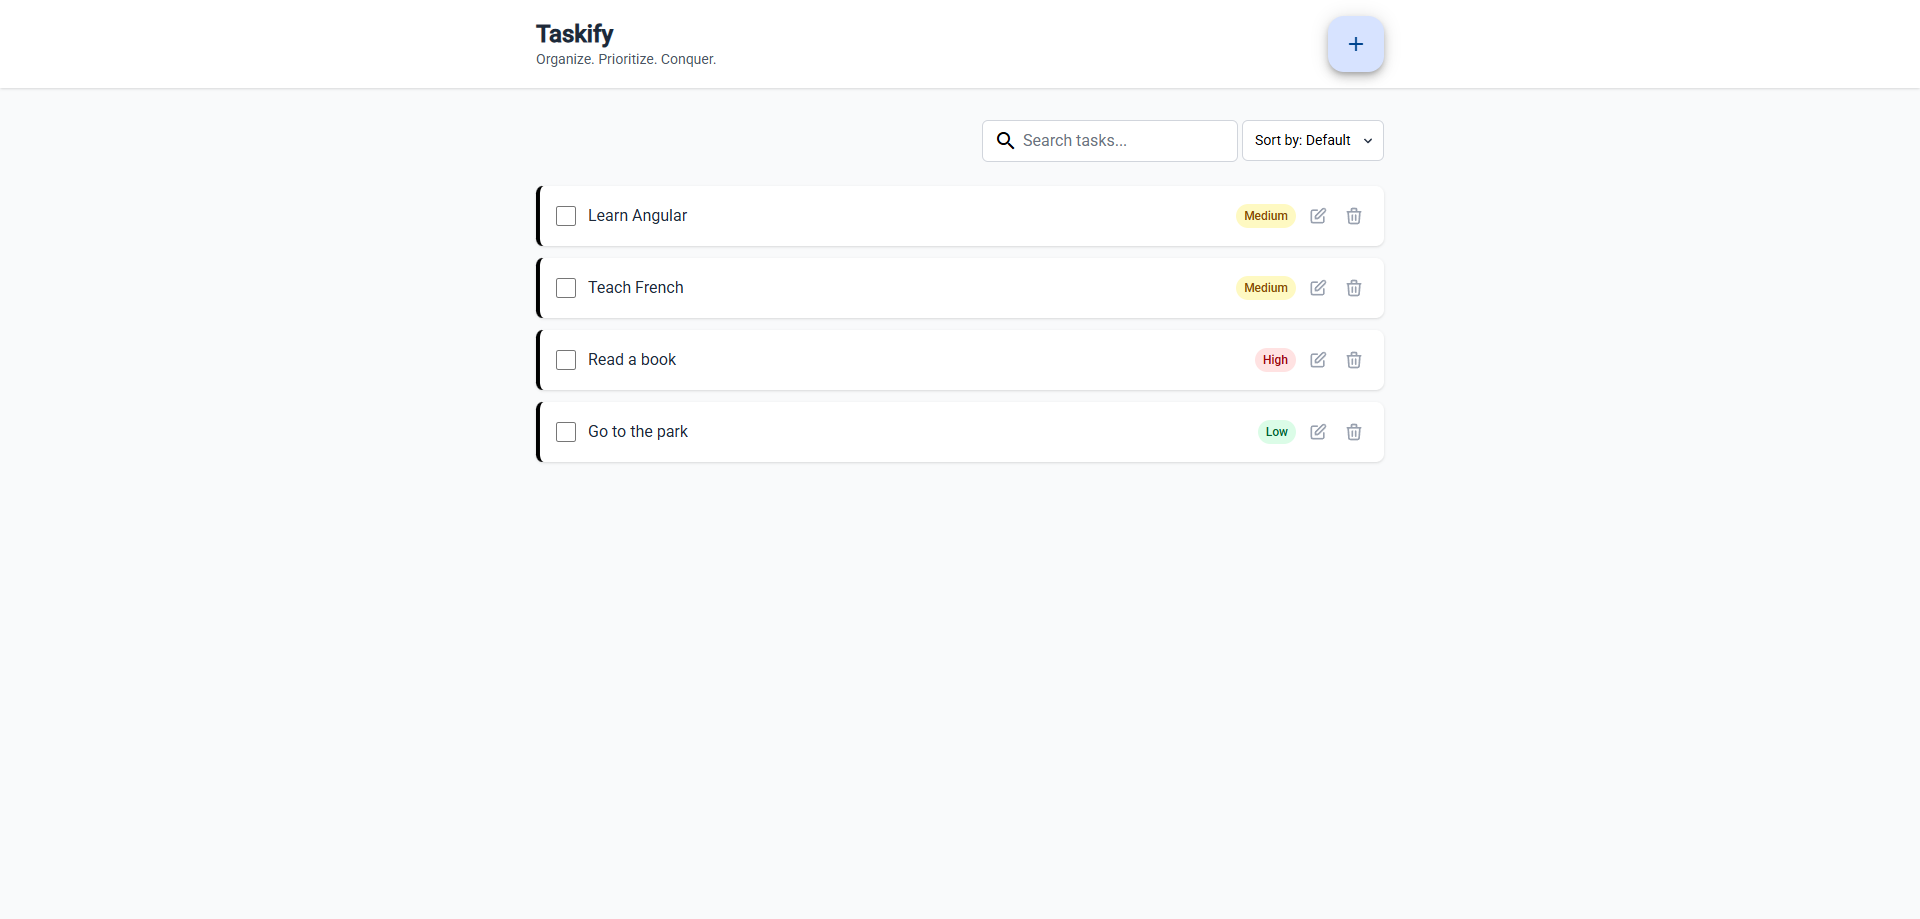 Taskify
Organize. Prioritize. Conquer.
Search tasks...
Sort by: Default
Learn Angular
Medium
Teach French
Medium
Read a book
High
Go to the park
Low